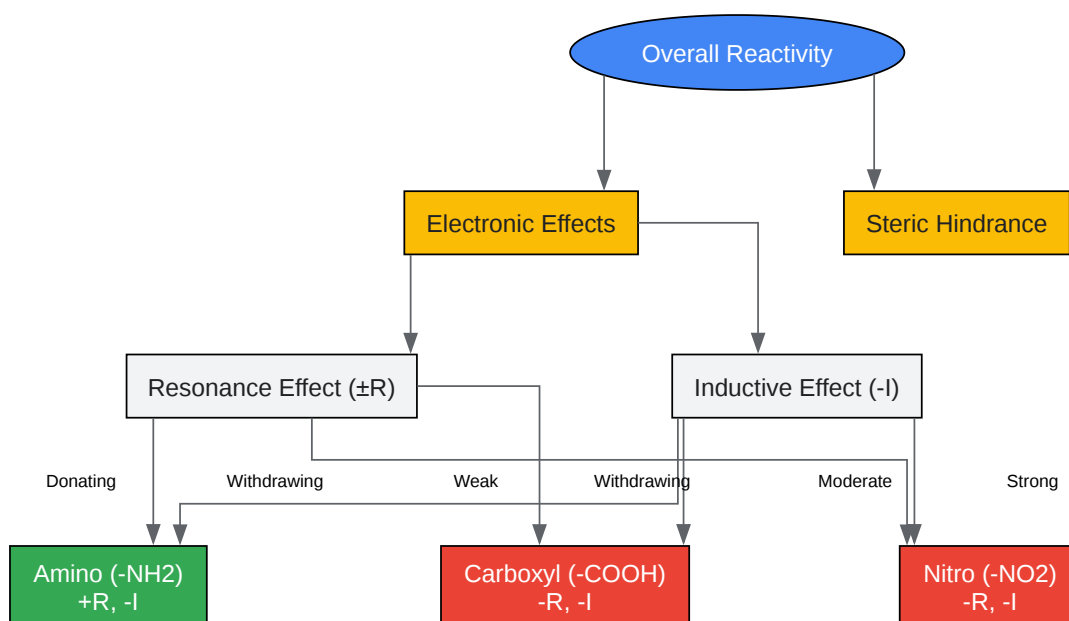 Overall Reactivity
Electronic Effects
Steric Hindrance
Resonance Effect (±R)
Inductive Effect (-I)
Donating
Withdrawing
Weak
Withdrawing
Moderate
Strong
Amino (-NH2)
+R, -I
Carboxyl (-COOH)
-R, -I
Nitro (-NO2)
-R, -I